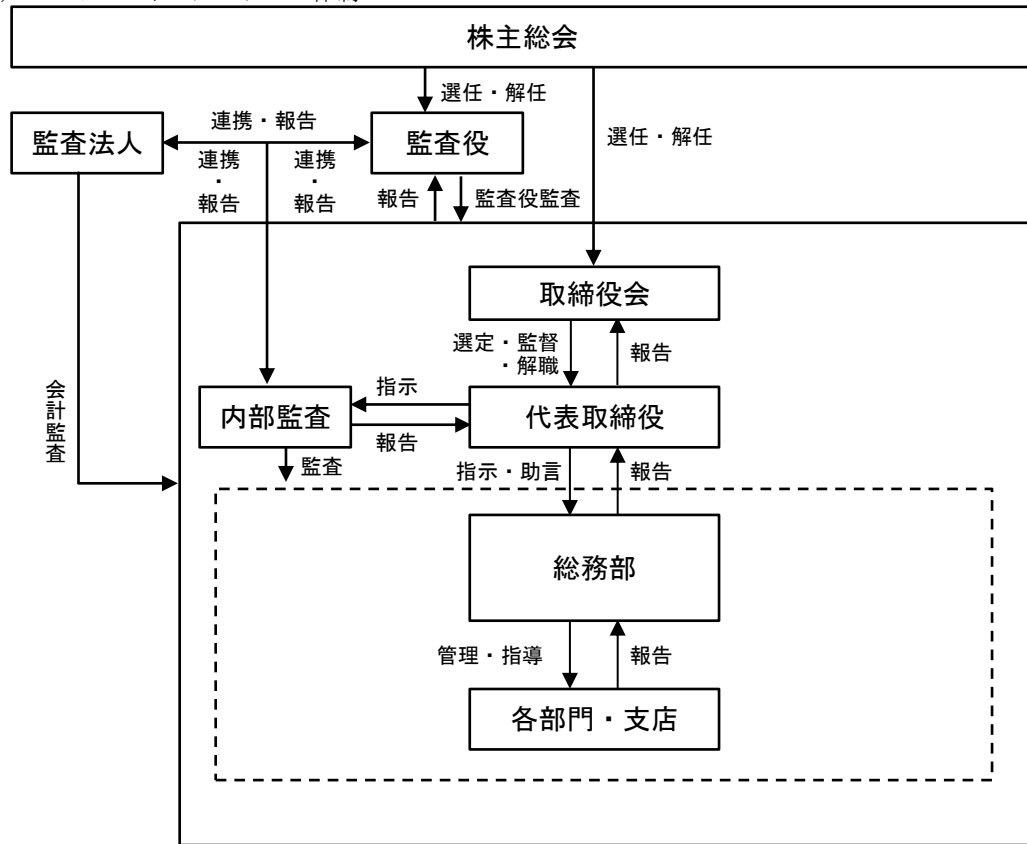 株主総会
選任・解任
監査法人
連携・報告
監査役
選任・解任
連携
・
報告
連携
・
報告
報告
監査役監査
取締役会
選定・監督
・解職
報告
会計監査
内部監査
指示
報告
代表取締役
監査
指示・助言
報告
総務部
管理・指導
報告
各部門・支店